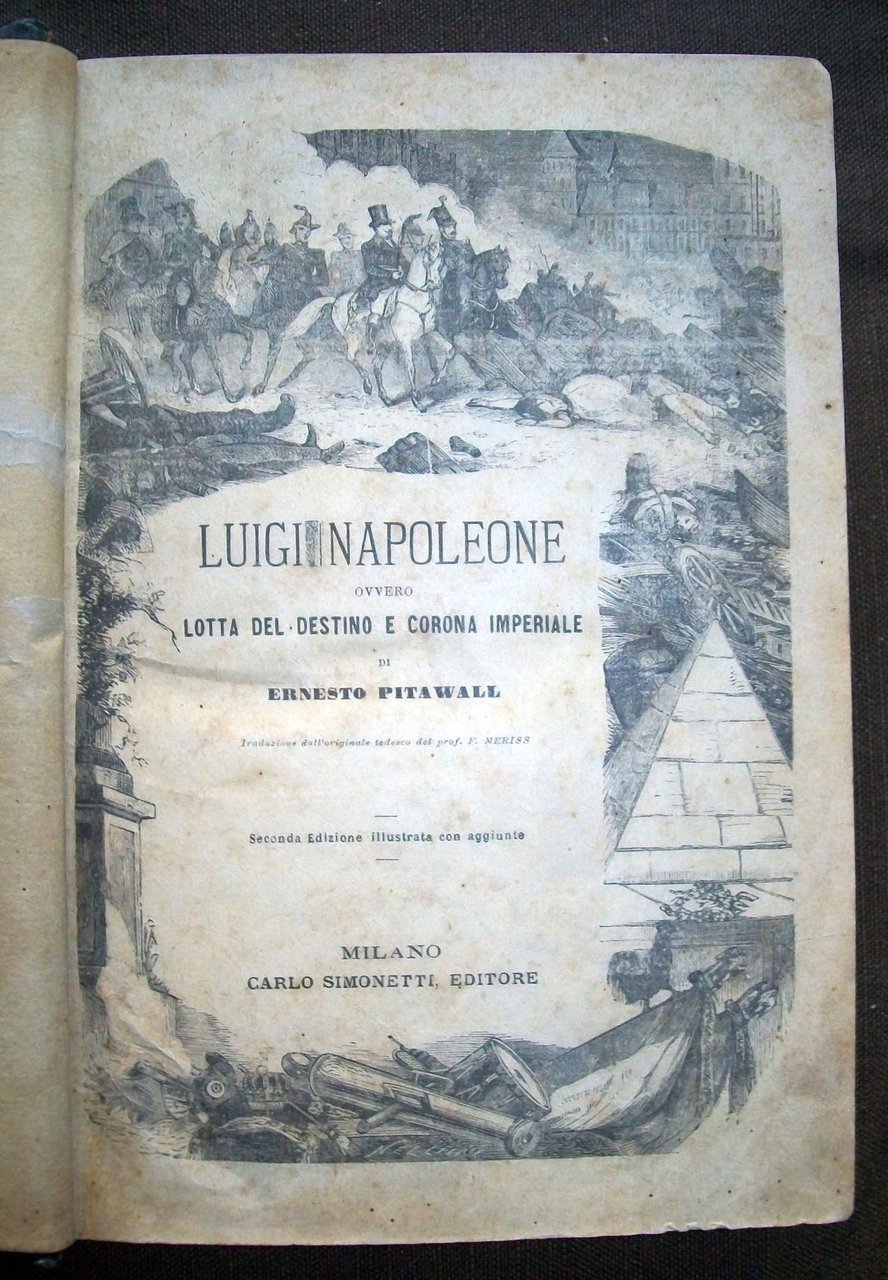 LUIGI NAPOLEONE
OVVERO
LOTTA DEL DESTINO E CORONA IMPERIALE
DI
ERNESTO PITAWALL
Traduzione dall'originale tedesco del prof. F. MERISS
Seconda Edizione illustrata con aggiunte
MILANO
CARLO SIMONETTI, EDITORE